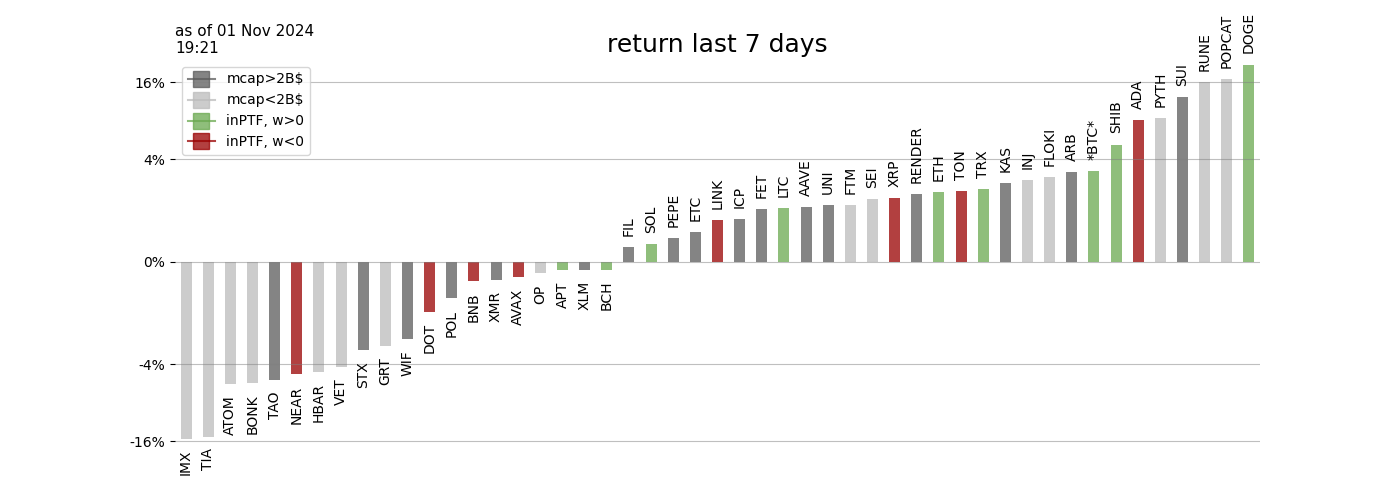 as of 01 Nov 2024
19:21
return last 7 days
mcap>2B$
mcap<2B$
inPTF, w>0
inPTF, w<0
16%
4%
0%
-4%
-16%
IMX
TIA
ATOM
BONK
TAO
NEAR
HBAR
VET
STX
GRT
WIF
DOT
POL
BNB
XMR
AVAX
OP
APT
XLM
BCH
FIL
SOL
PEPE
ETC
LINK
ICP
FET
LTC
AAVE
UNI
FTM
SEI
XRP
RENDER
ETH
TON
TRX
KAS
INJ
FLOKI
ARB
*BTC*
SHIB
ADA
PYTH
SUI
RUNE
POPCAT
DOGE